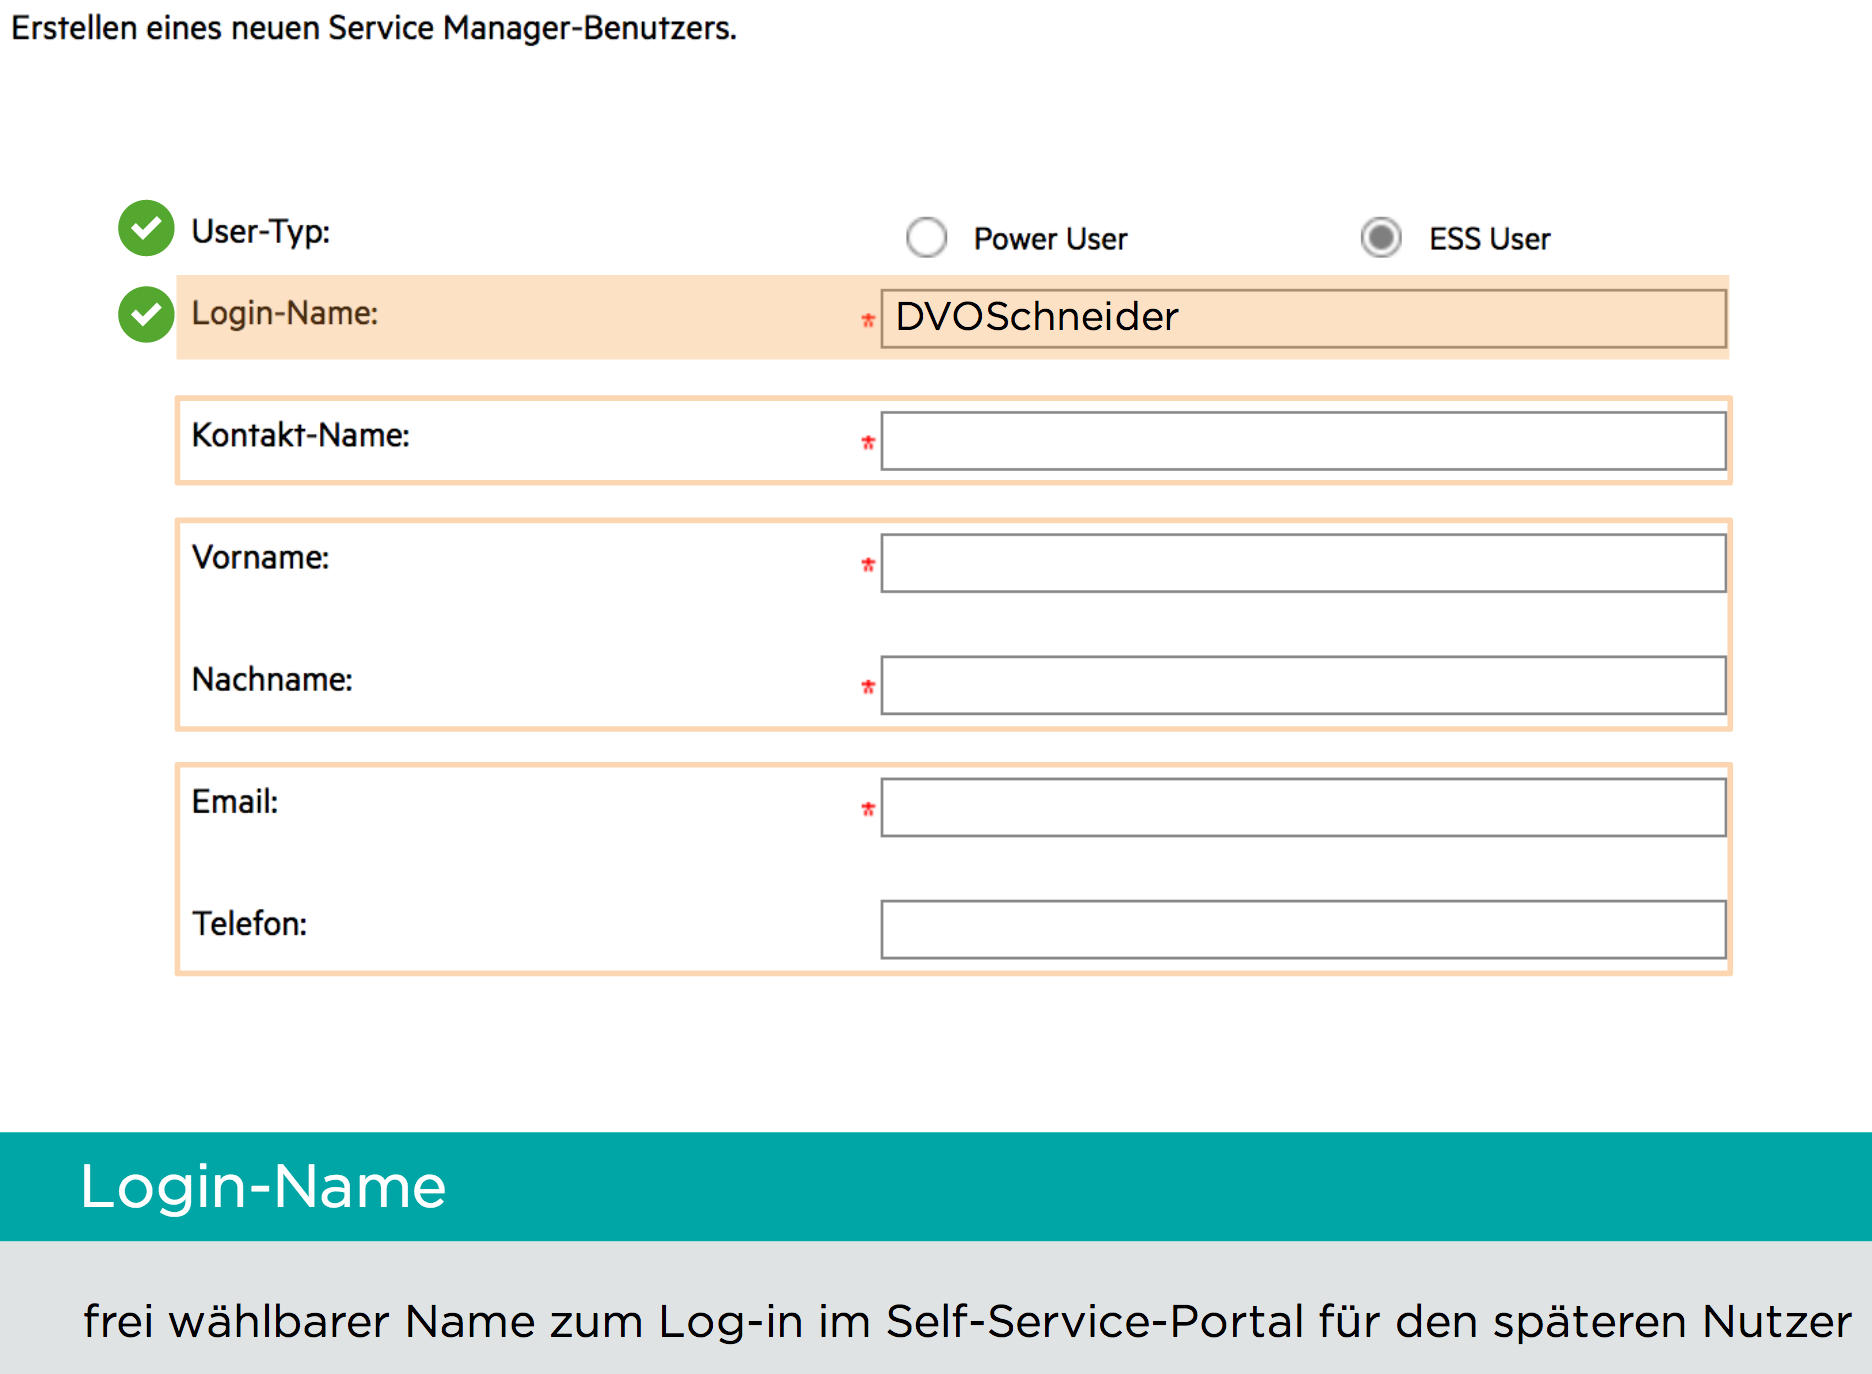 Erstellen eines neuen Service Manager-Benutzers.
User-Typ: Power User ESS User
Login-Name: * DVOSchneider
Kontakt-Name: *
Vorname: *
Nachname: *
Email: *
Telefon:
Login-Name
frei wählbarer Name zum Log-in im Self-Service-Portal für den späteren Nutzer